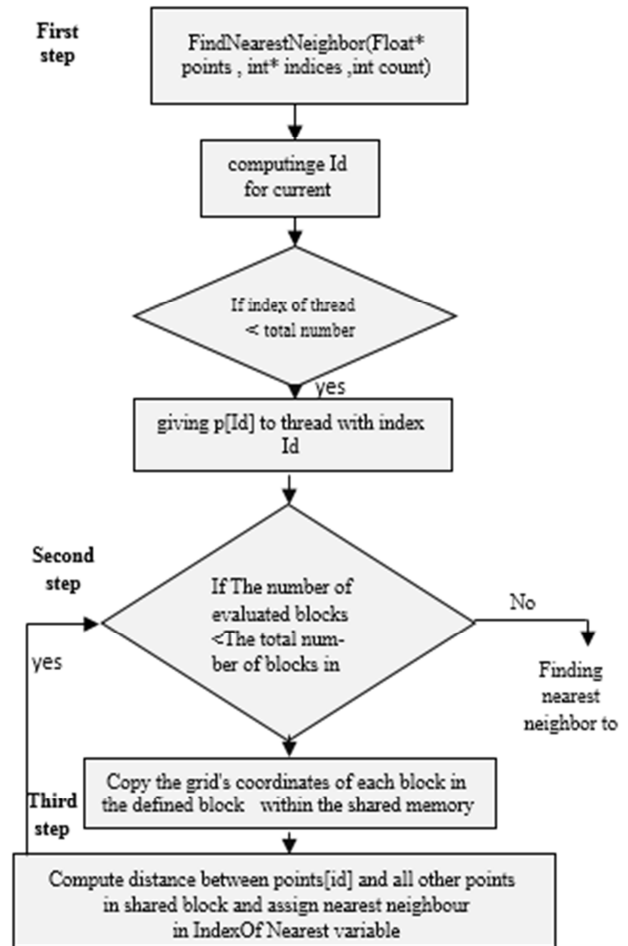 First
step
FindNearestNeighbor(Float*
points , int* indices ,int count)
computinge Id
for current
If index of thread
< total number
yes
giving p[Id] to thread with index
Id
Second
step
If The number of
evaluated blocks
<The total num-
ber of blocks in
No
yes
Finding
nearest
neighbor to
Copy the grid's coordinates of each block in
the defined block within the shared memory
Third
step
Compute distance between points[id] and all other points
in shared block and assign nearest neighbour
in IndexOf Nearest variable